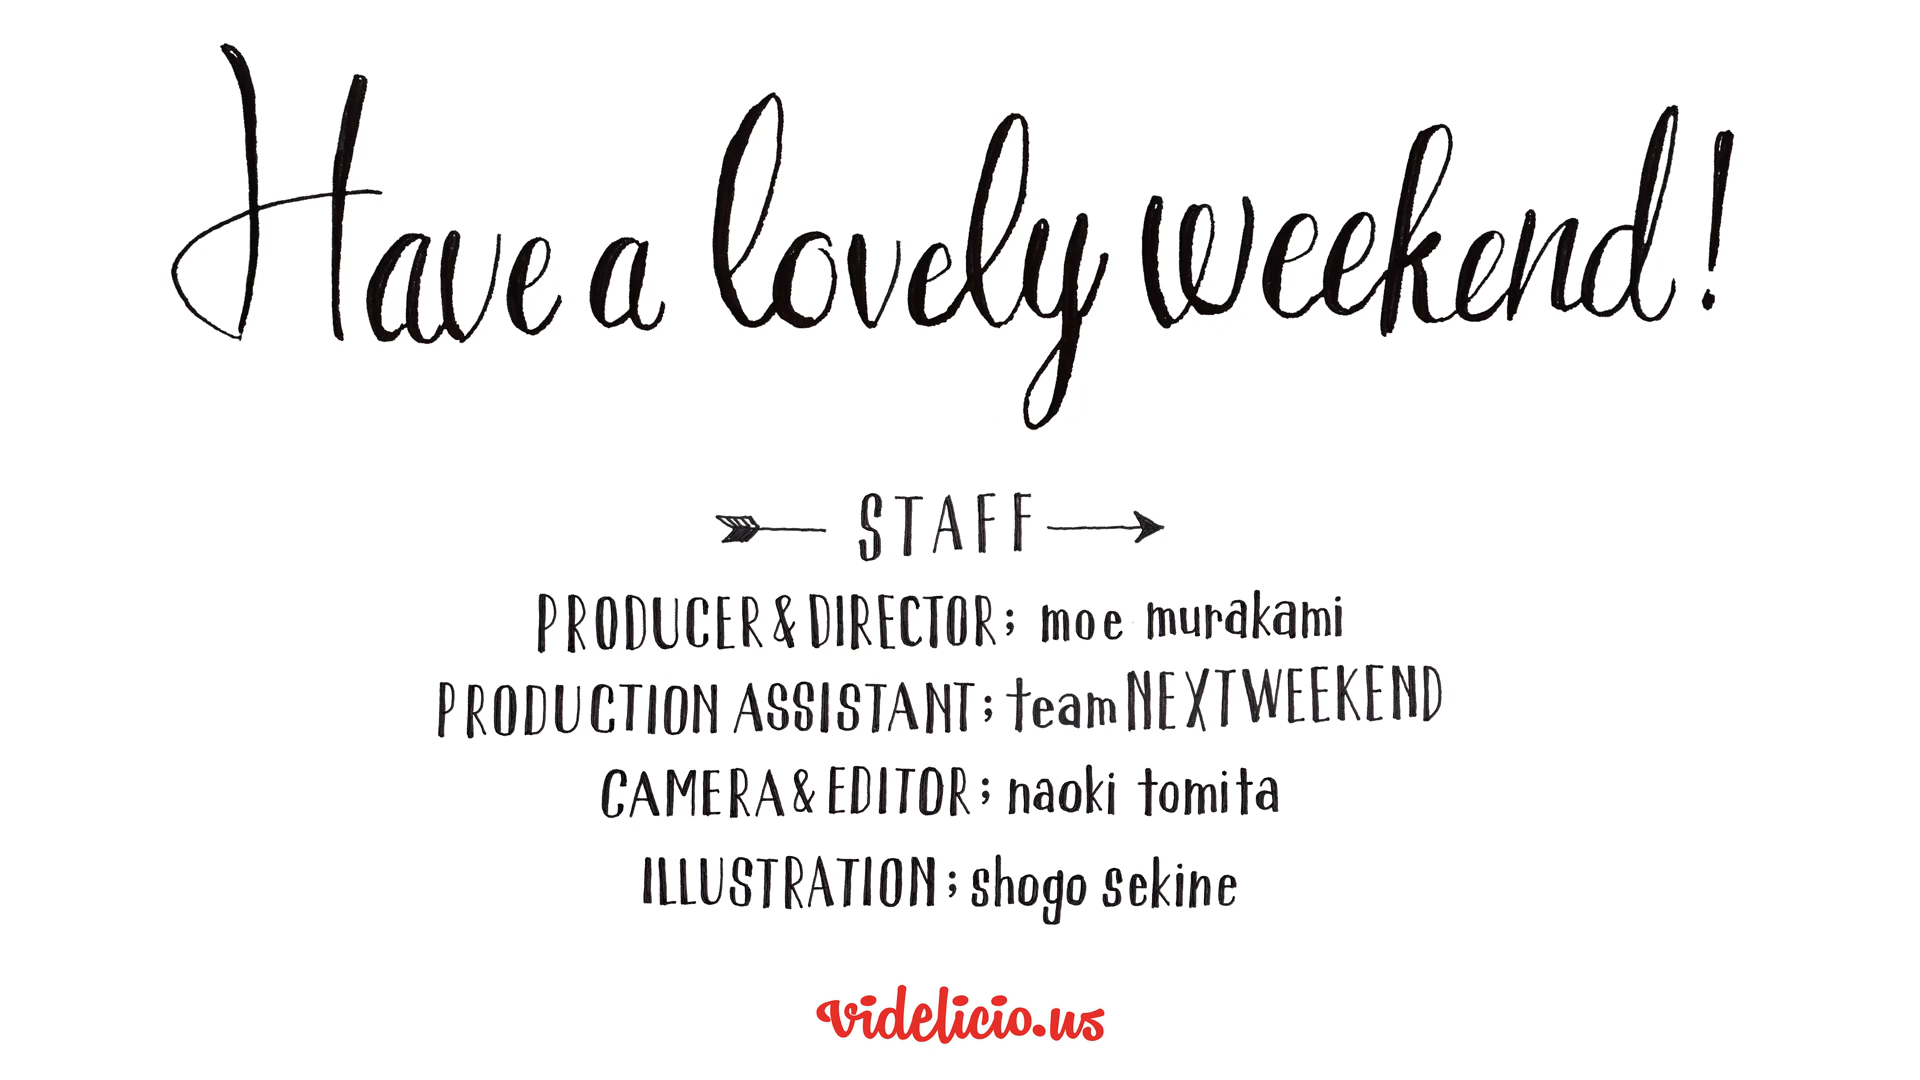 Have a lovely weekend!
STAFF
PRODUCER & DIRECTOR; moe murakami
PRODUCTION ASSISTANT; team NEXTWEEKEND
CAMERA & EDITOR; naoki tomita
ILLUSTRATION; shogo sekine
videlicio.us